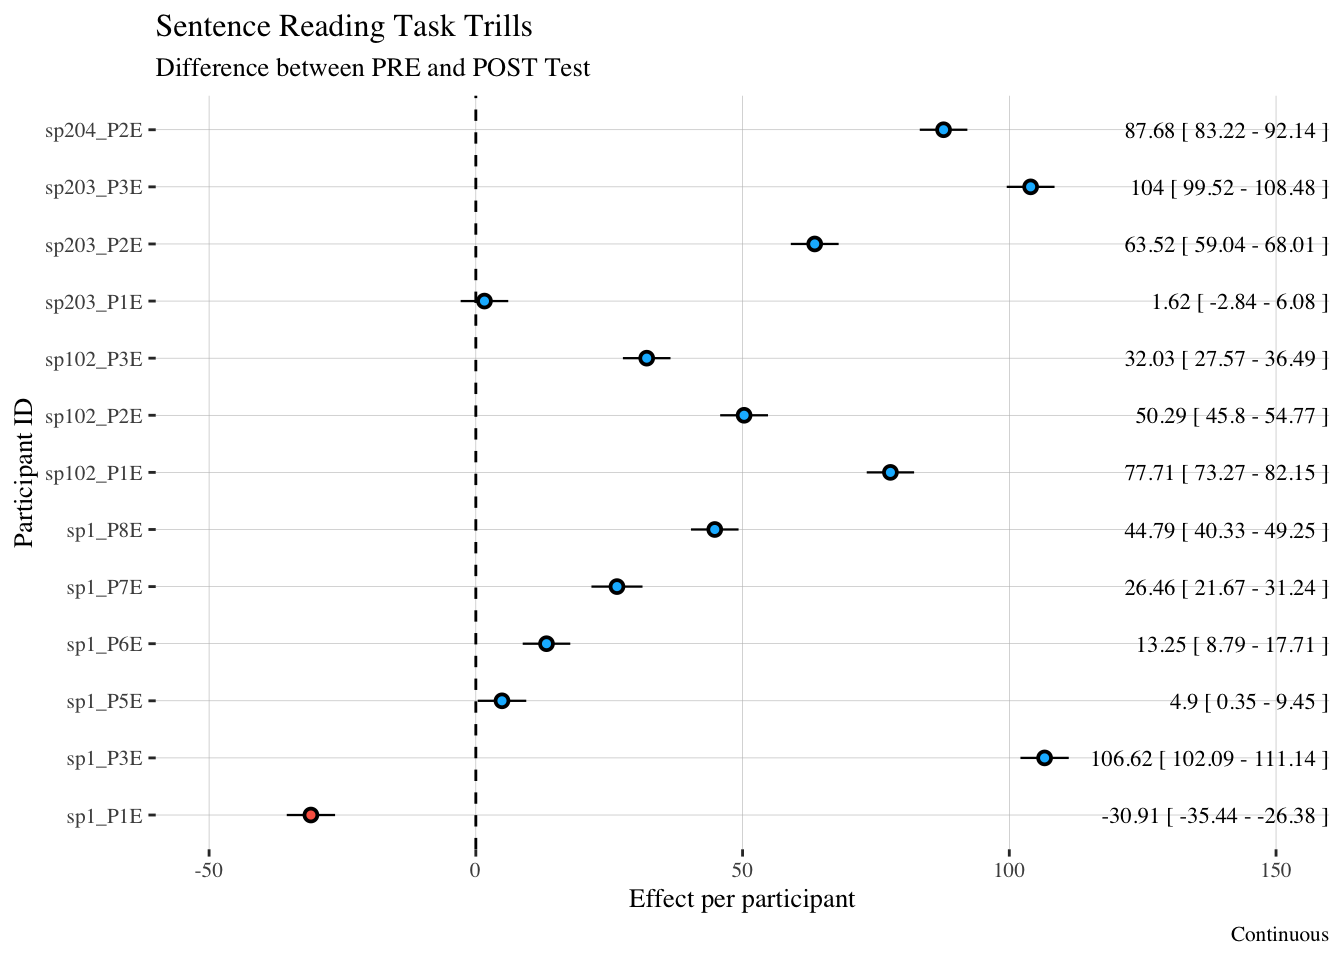 Sentence Reading Task Trills
Difference between PRE and POST Test
sp204_P2E 87.68 [ 83.22 - 92.14 ]
sp203_P3E 104 [ 99.52 - 108.48 ]
sp203_P2E 63.52 [ 59.04 - 68.01 ]
sp203_P1E 1.62 [ -2.84 - 6.08 ]
sp102_P3E 32.03 [ 27.57 - 36.49 ]
sp102_P2E 50.29 [ 45.8 - 54.77 ]
sp102_P1E 77.71 [ 73.27 - 82.15 ]
sp1_P8E 44.79 [ 40.33 - 49.25 ]
sp1_P7E 26.46 [ 21.67 - 31.24 ]
sp1_P6E 13.25 [ 8.79 - 17.71 ]
sp1_P5E 4.9 [ 0.35 - 9.45 ]
sp1_P3E 106.62 [ 102.09 - 111.14 ]
sp1_P1E -30.91 [ -35.44 - -26.38 ]
Participant ID
-50 0 50 100 150
Effect per participant
Continuous